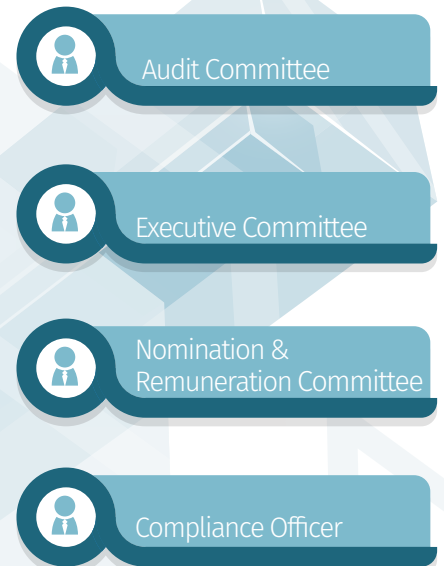 Audit Committee
Executive Committee
Nomination &
Remuneration Committee
Compliance Officer